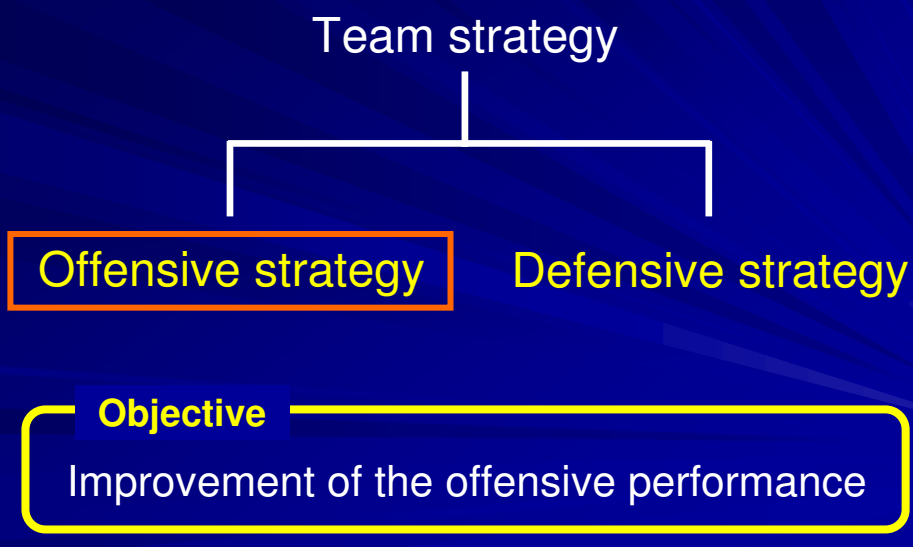 Team strategy
Offensive strategy Defensive strategy
Objective
Improvement of the offensive performance